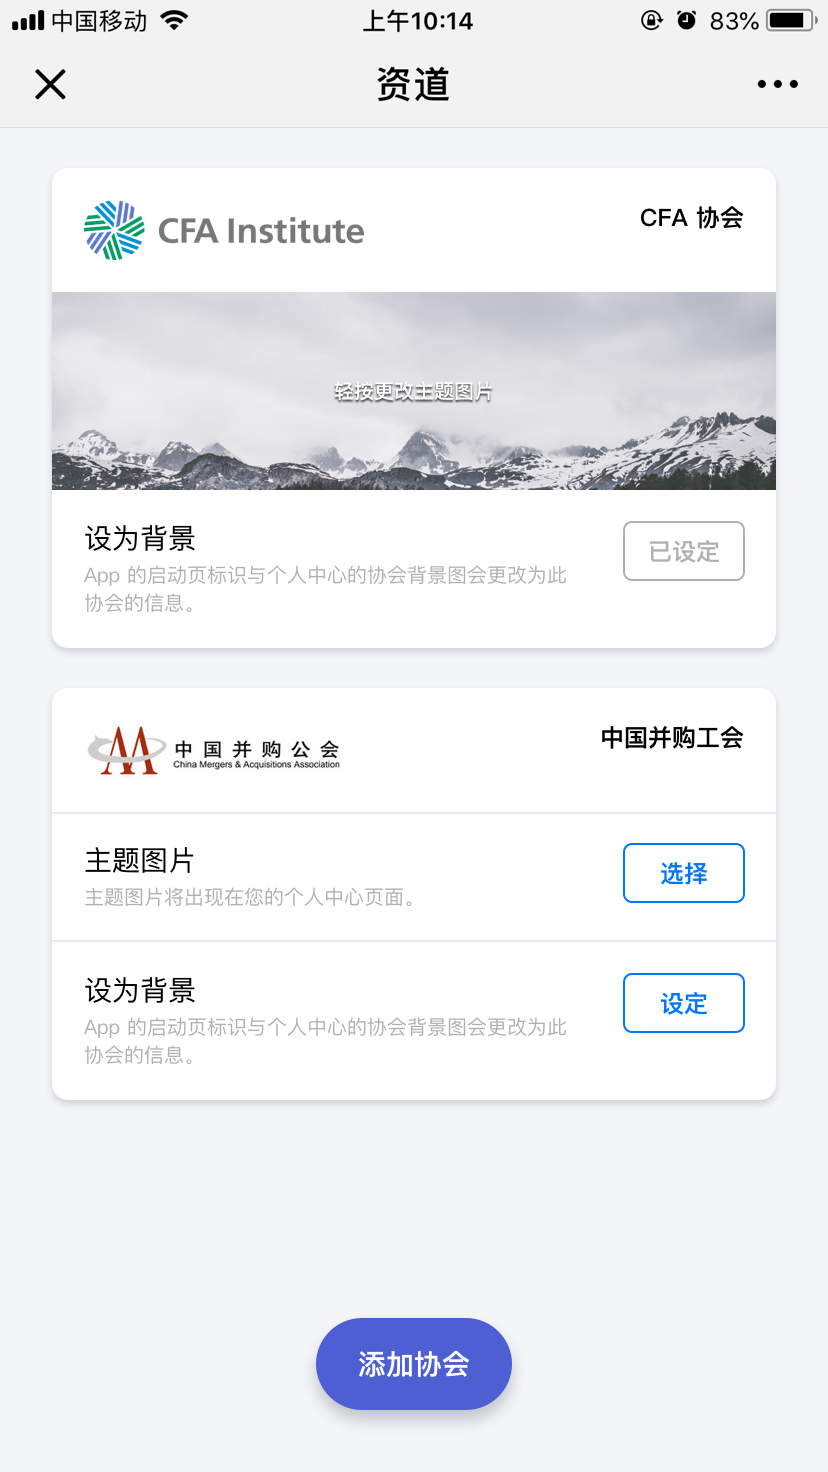 中国移动 上午10:14 83%
资道
CFA Institute CFA 协会
轻按更改主题图片
设为背景
已设定
App 的启动页标识与个人中心的协会背景图会更改为此
协会的信息。
中国并购公会 中国并购工会
China Mergers & Acquisitions Association
主题图片
选择
主题图片将出现在您的个人中心页面。
设为背景
设定
App 的启动页标识与个人中心的协会背景图会更改为此
协会的信息。
添加协会